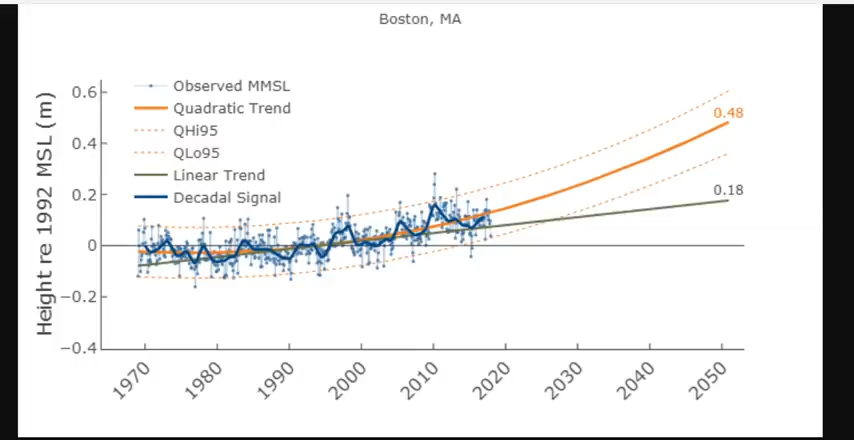 Boston, MA
Height re 1992 MSL (m)
0.6
0.4
0.2
0
−0.2
−0.4
Observed MMSL
Quadratic Trend
QHi95
QLo95
Linear Trend
Decadal Signal
0.48
0.18
1970
1980
1990
2000
2010
2020
2030
2040
2050